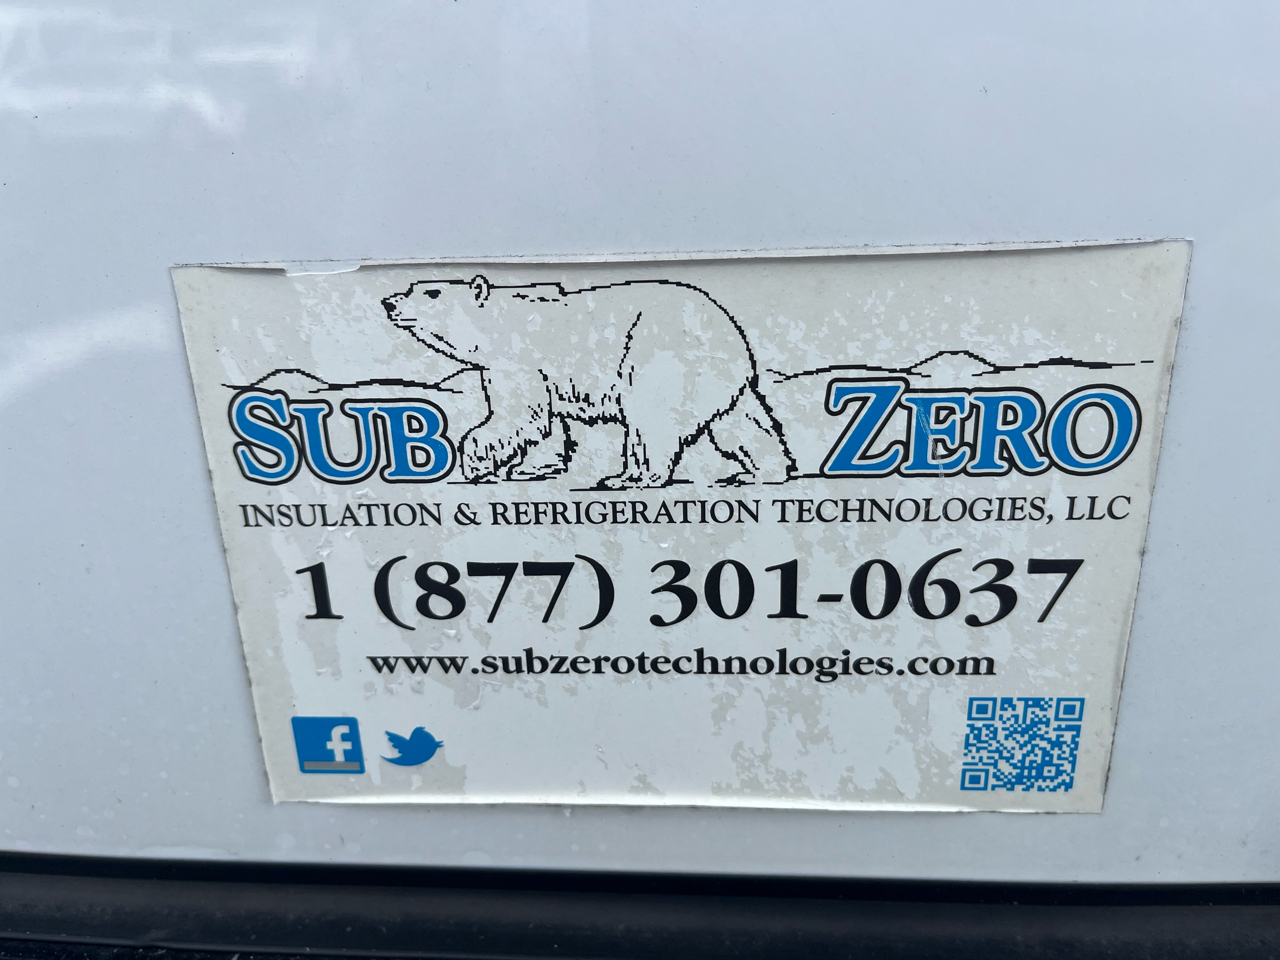 SUB ZERO
INSULATION & REFRIGERATION TECHNOLOGIES, LLC
1 (877) 301-0637
www.subzerotechnologies.com
f